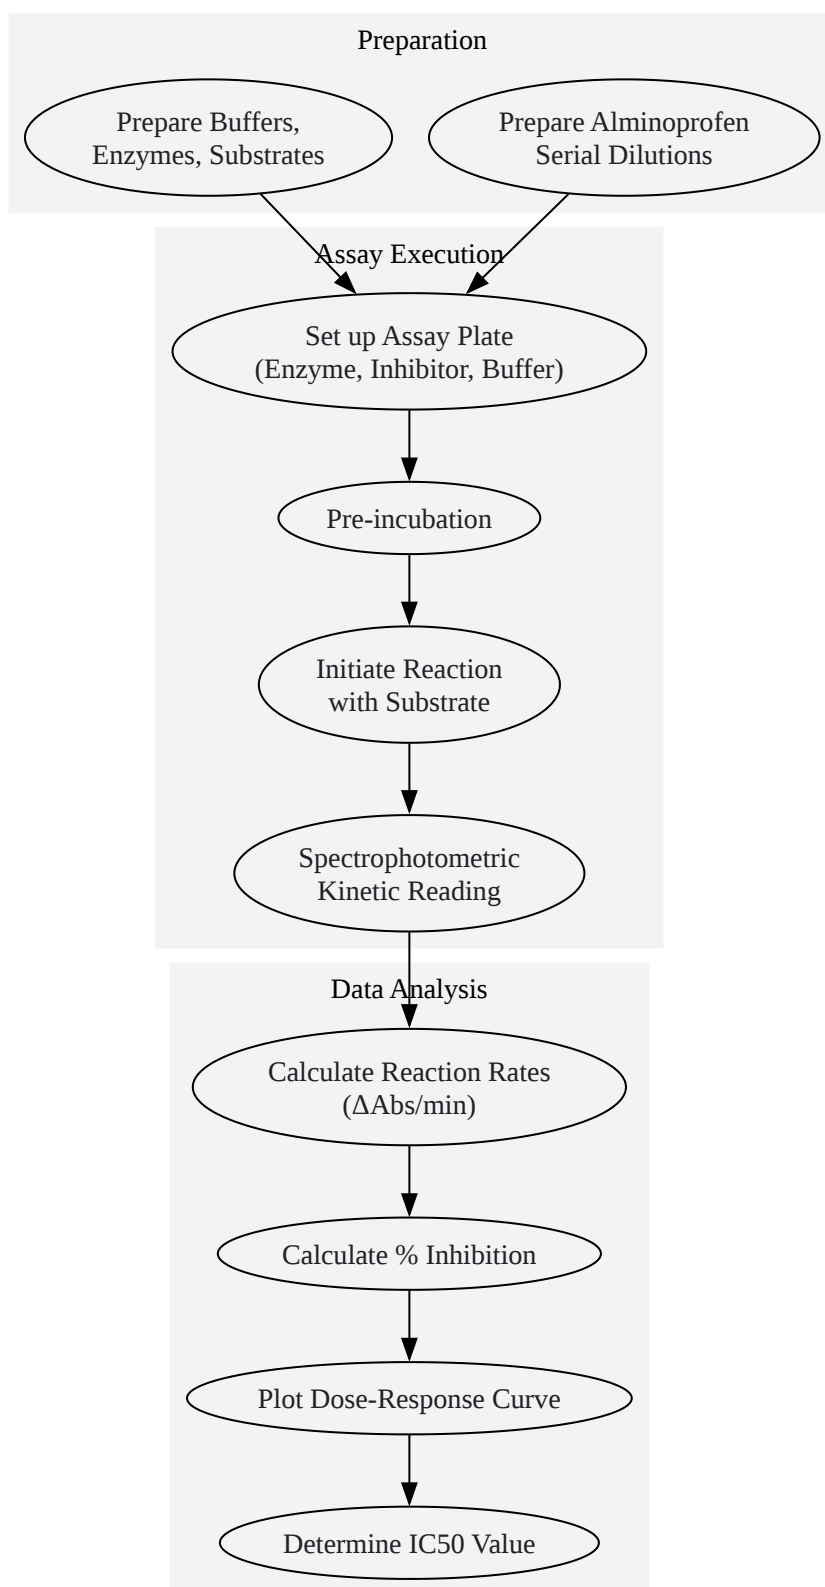 Preparation
Prepare Buffers,
Enzymes, Substrates
Prepare Alminoprofen
Serial Dilutions
Assay Execution
Set up Assay Plate
(Enzyme, Inhibitor, Buffer)
Pre-incubation
Initiate Reaction
with Substrate
Spectrophotometric
Kinetic Reading
Data Analysis
Calculate Reaction Rates
(ΔAbs/min)
Calculate % Inhibition
Plot Dose-Response Curve
Determine IC50 Value